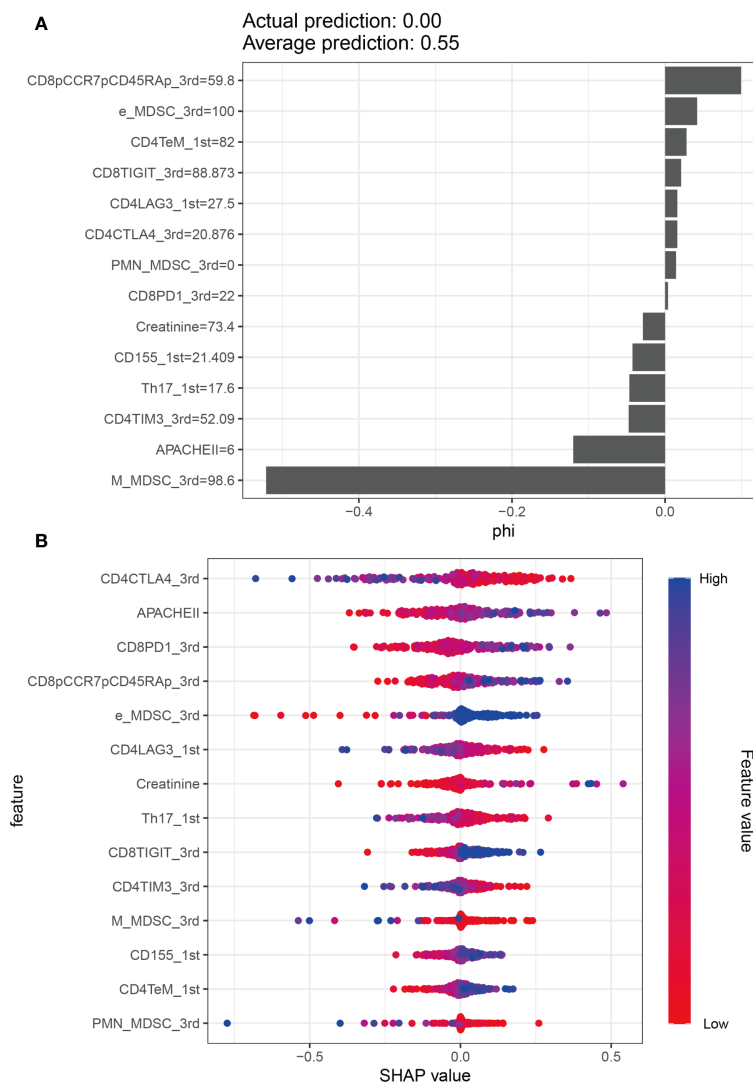 A
Actual prediction: 0.00
Average prediction: 0.55
CD8pCCR7pCD45RAp_3rd=59.8
e_MDSC_3rd=100
CD4TeM_1st=82
CD8TIGIT_3rd=88.873
CD4LAG3_1st=27.5
CD4CTLA4_3rd=20.876
PMN_MDSC_3rd=0
CD8PD1_3rd=22
Creatinine=73.4
CD155_1st=21.409
Th17_1st=17.6
CD4TIM3_3rd=52.09
APACHEII=6
M_MDSC_3rd=98.6
−0.4 −0.2 0.0
phi
B
CD4CTLA4_3rd
APACHEII
CD8PD1_3rd
CD8pCCR7pCD45RAp_3rd
e_MDSC_3rd
CD4LAG3_1st
Creatinine
Th17_1st
CD8TIGIT_3rd
CD4TIM3_3rd
M_MDSC_3rd
CD155_1st
CD4TeM_1st
PMN_MDSC_3rd
feature
−0.5 0.0 0.5
SHAP value
High
Low
Feature value